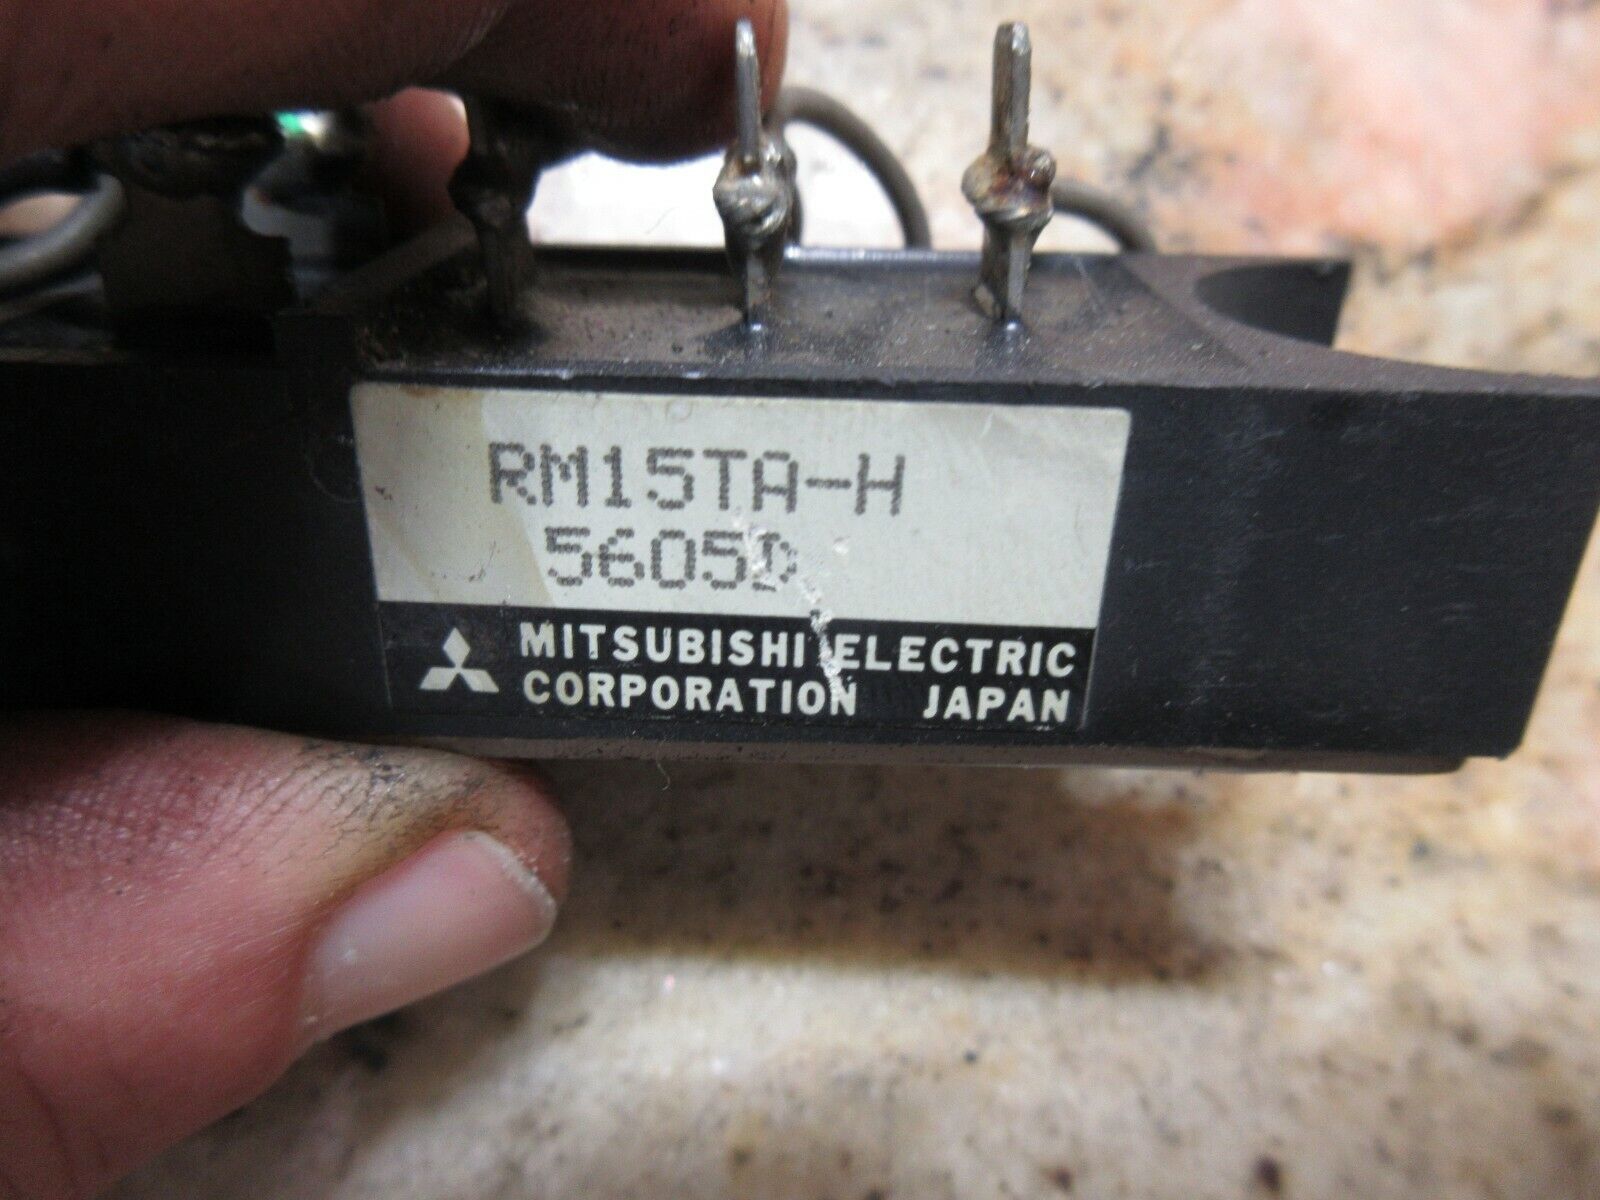 RM15TA-H
MITSUBISHI ELECTRIC
CORPORATION JAPAN